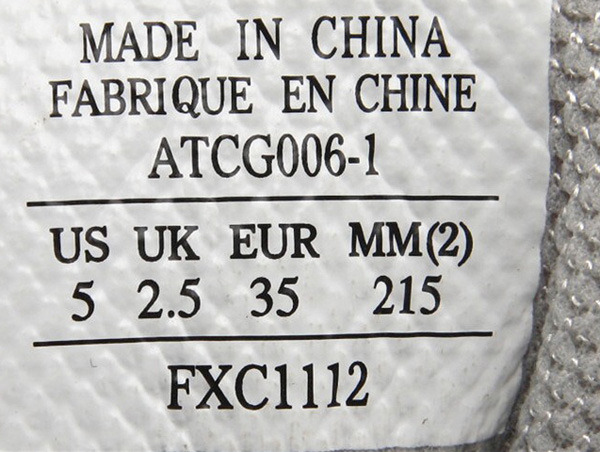 MADE IN CHINA
FABRIQUE EN CHINE
ATCG006-1
US UK EUR MM(2)
5 2.5 35 215
FXC1112